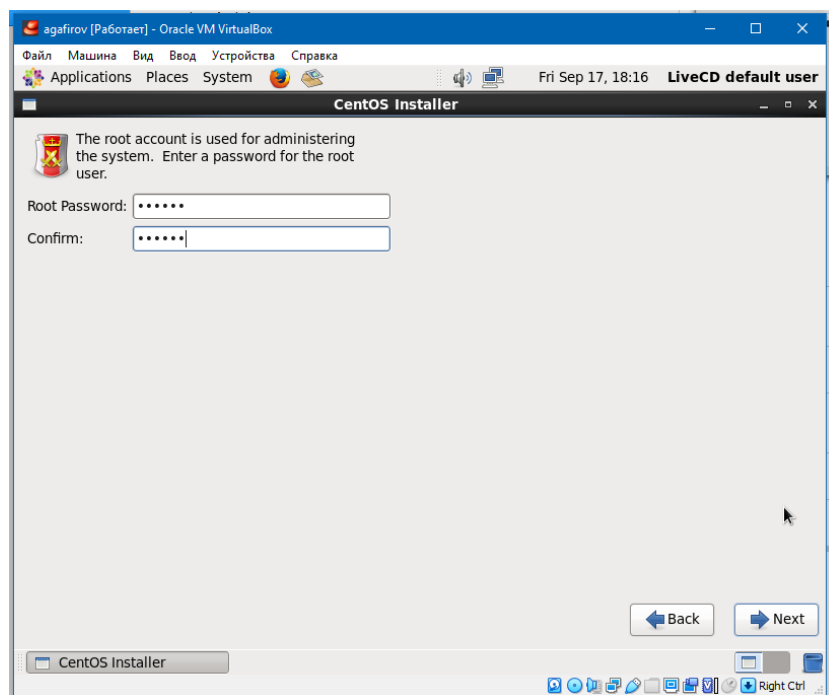 agafirov [Работает] - Oracle VM VirtualBox
Файл Машина Вид Ввод Устройства Справка
Applications Places System Fri Sep 17, 18:16 LiveCD default user
CentOS Installer
The root account is used for administering
the system. Enter a password for the root
user.
Root Password: ••••••
Confirm: ••••••
Back Next
CentOS Installer
Right Ctrl